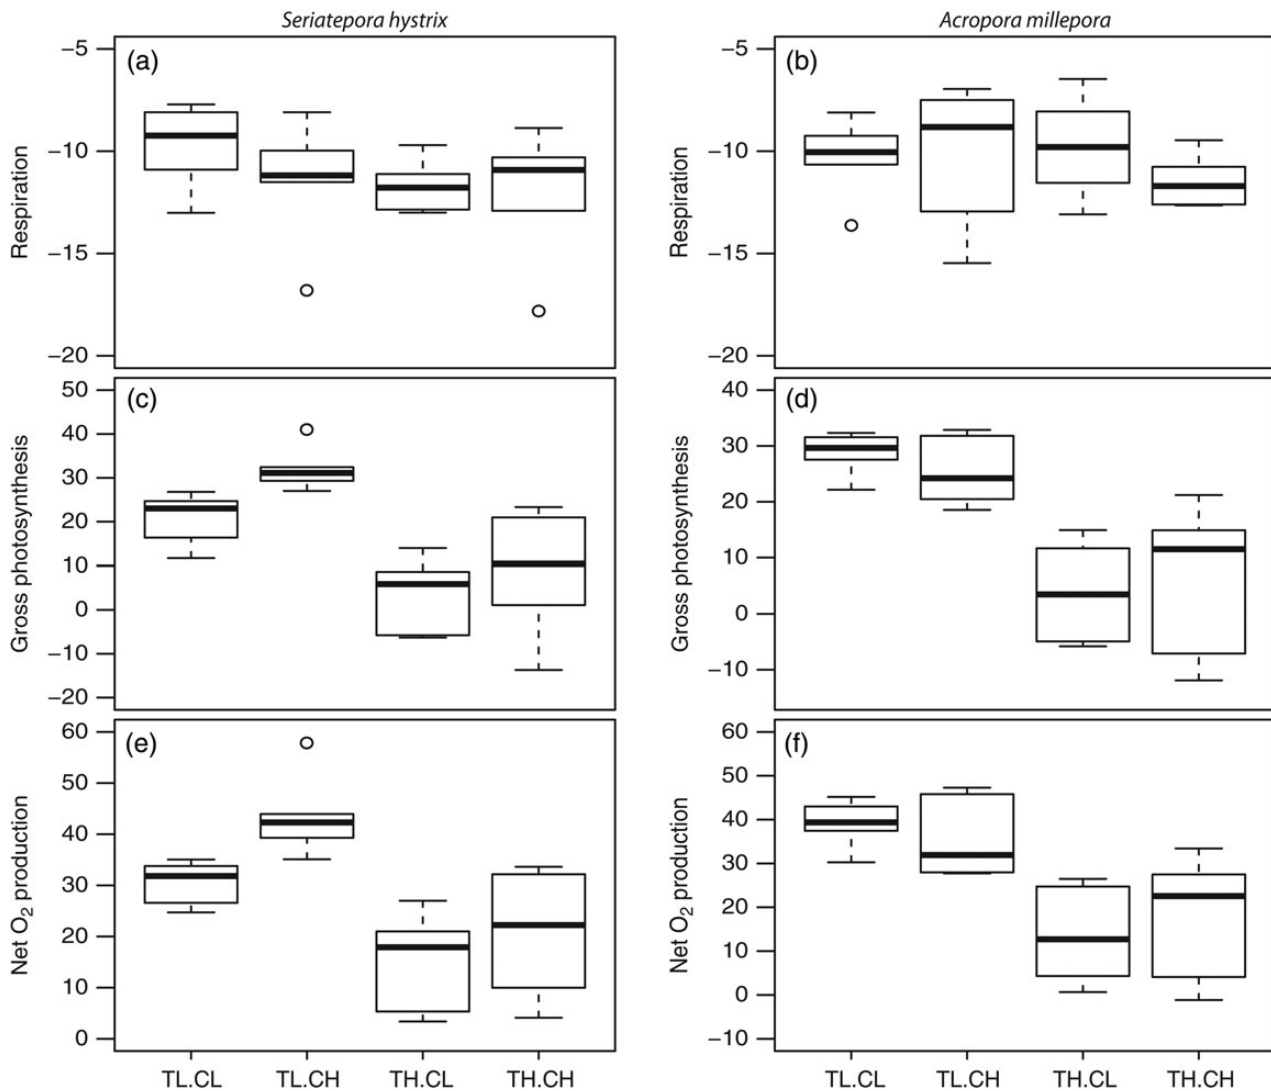 Seriatepora hystrix
Acropora millepora
(a)
Respiration
−5
−10
−15
−20
(b)
Respiration
−5
−10
−15
−20
(c)
Gross photosynthesis
50
40
30
20
10
0
−10
−20
(d)
Gross photosynthesis
40
30
20
10
0
−10
(e)
Net O2 production
60
50
40
30
20
10
0
TL.CL TL.CH TH.CL TH.CH
(f)
Net O2 production
60
50
40
30
20
10
0
−10
TL.CL TL.CH TH.CL TH.CH